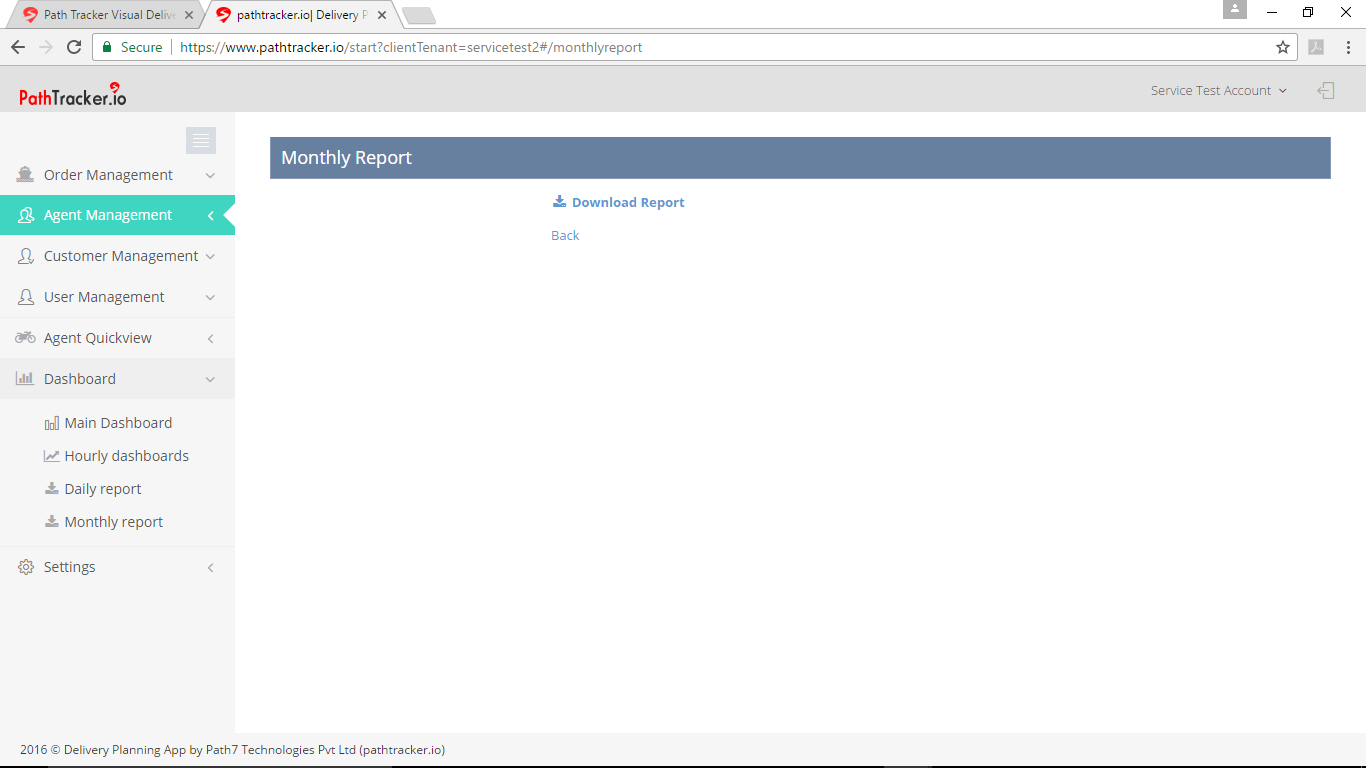 Path Tracker Visual Delive
pathtracker.io| Delivery P
Secure
https://www.pathtracker.io/start?clientTenant=servicetest2#/monthlyreport
PathTracker.io
Service Test Account
Order Management
Agent Management
Customer Management
User Management
Agent Quickview
Dashboard
Main Dashboard
Hourly dashboards
Daily report
Monthly report
Settings
Monthly Report
Download Report
Back
2016 © Delivery Planning App by Path7 Technologies Pvt Ltd (pathtracker.io)